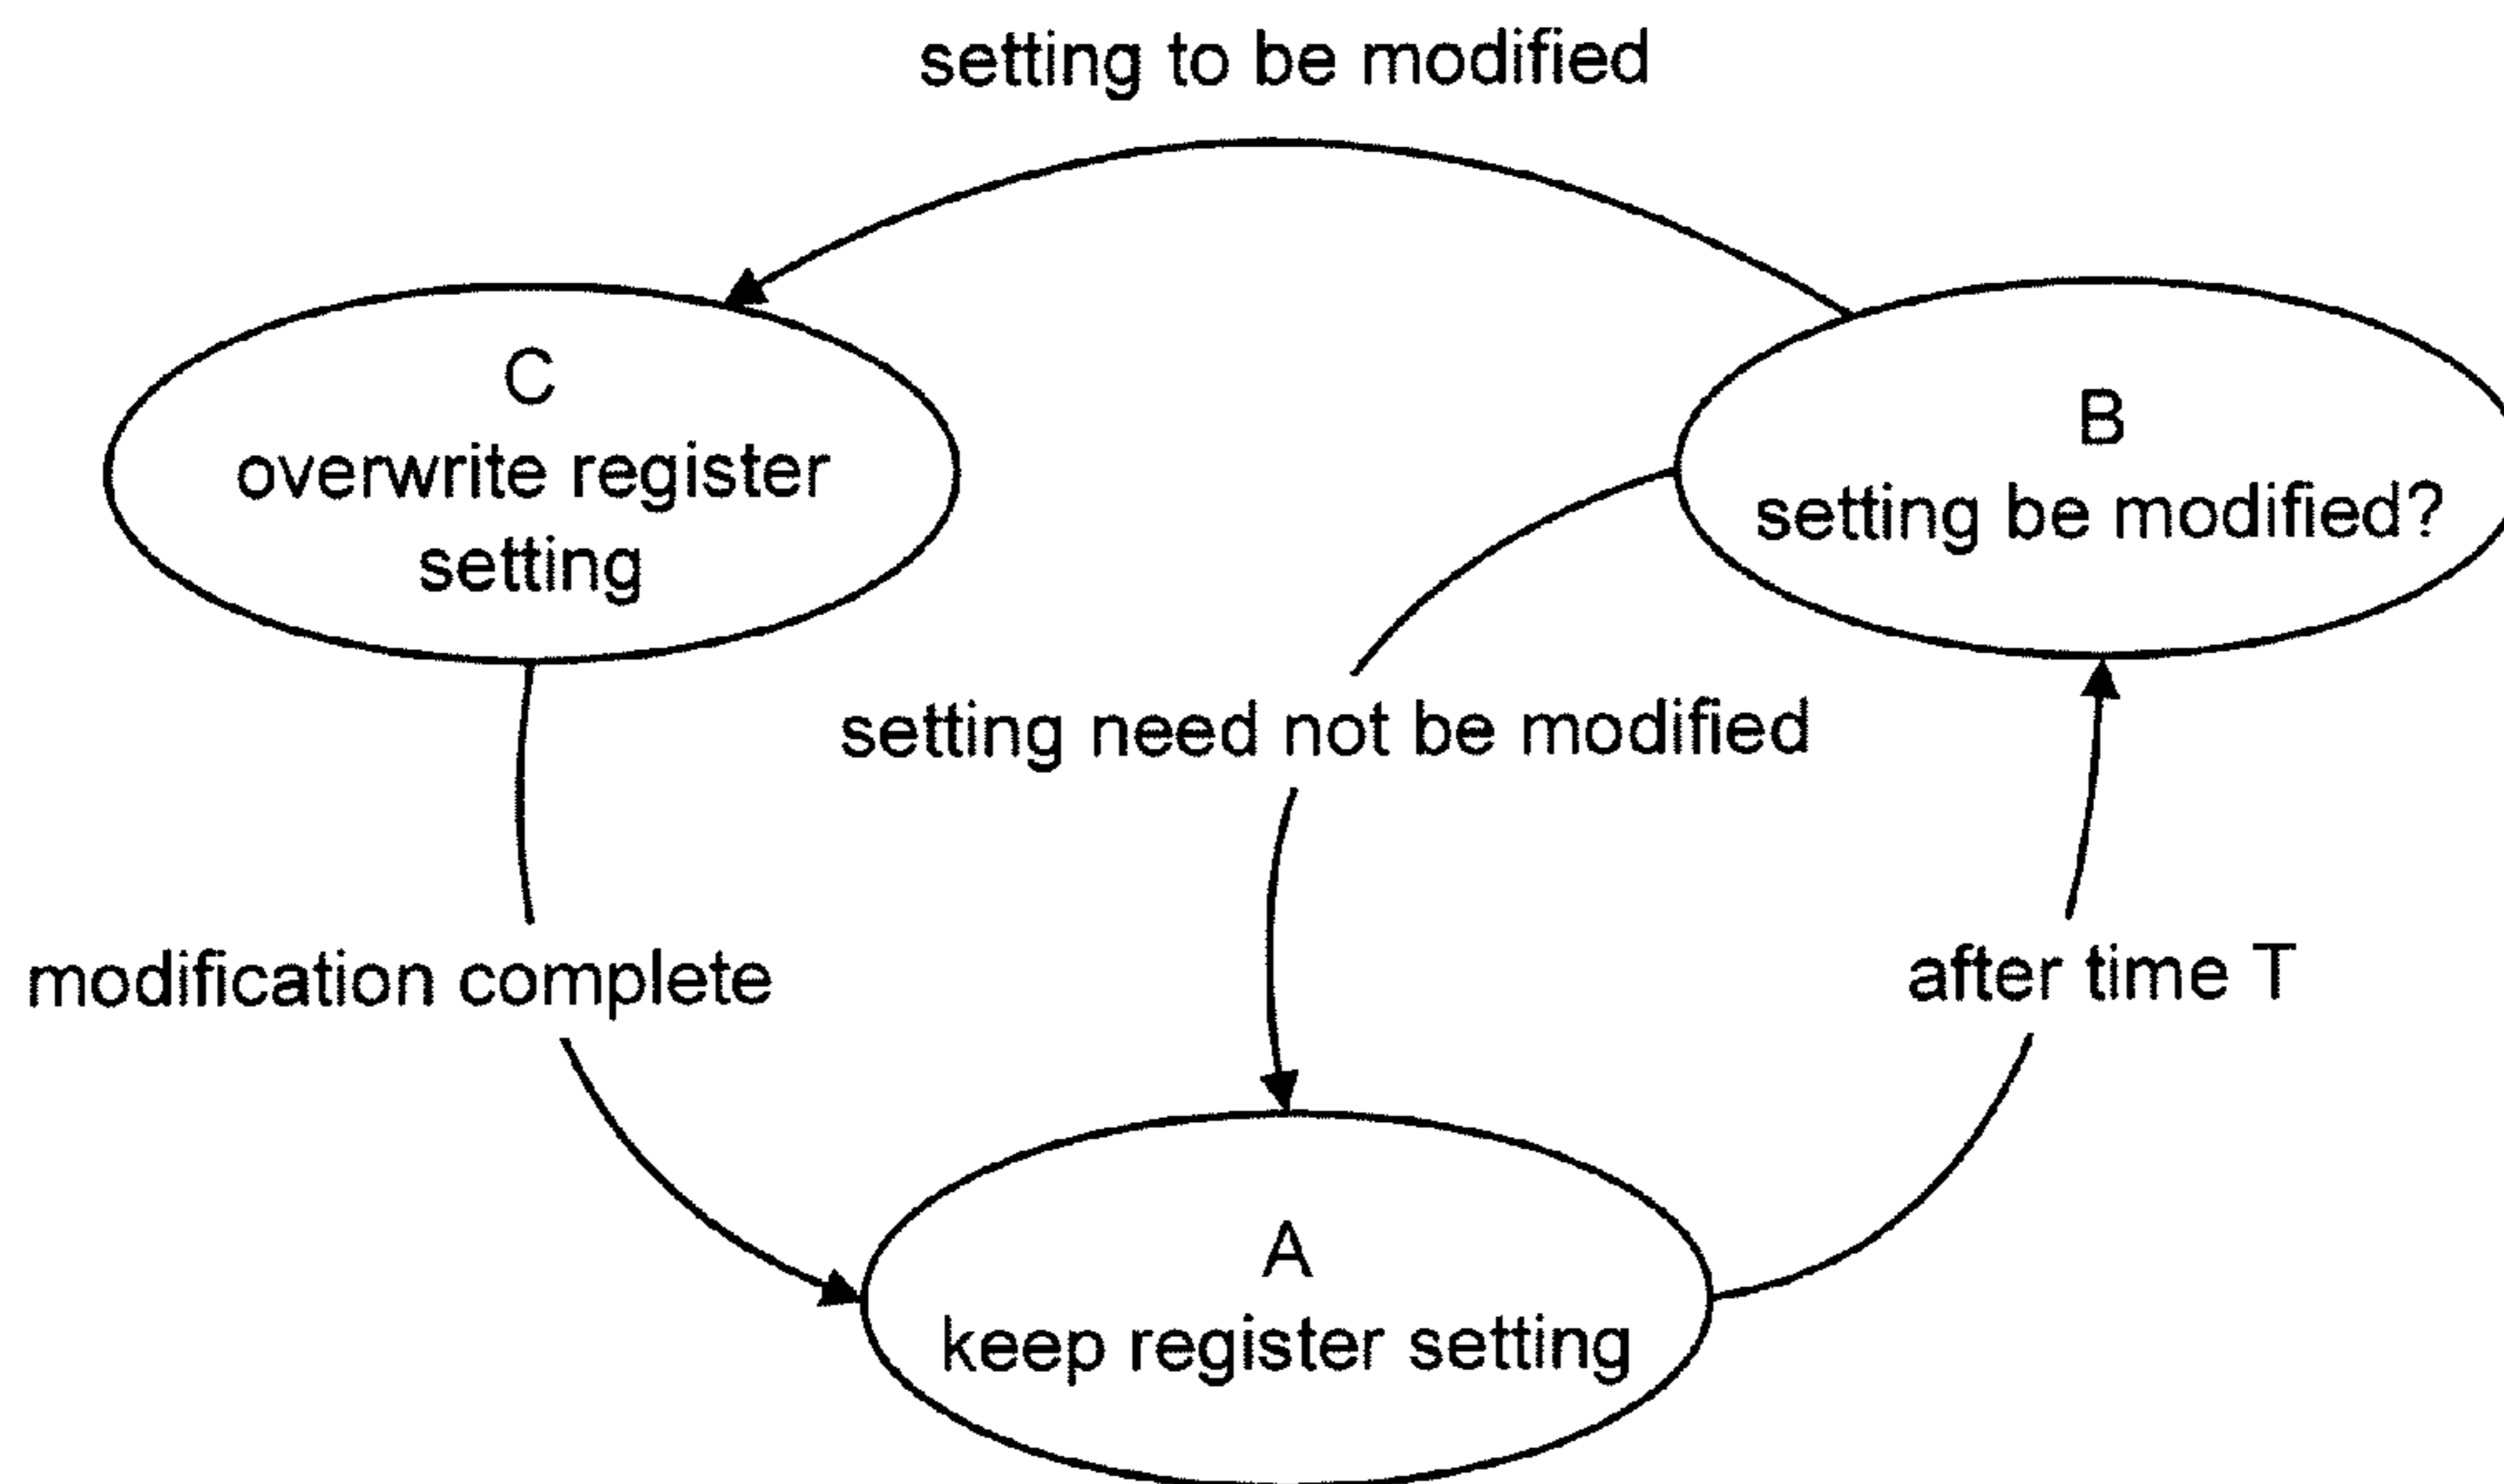 setting to be modified
C
overwrite register
setting
B
setting be modified?
setting need not be modified
modification complete
after time T
A
keep register setting